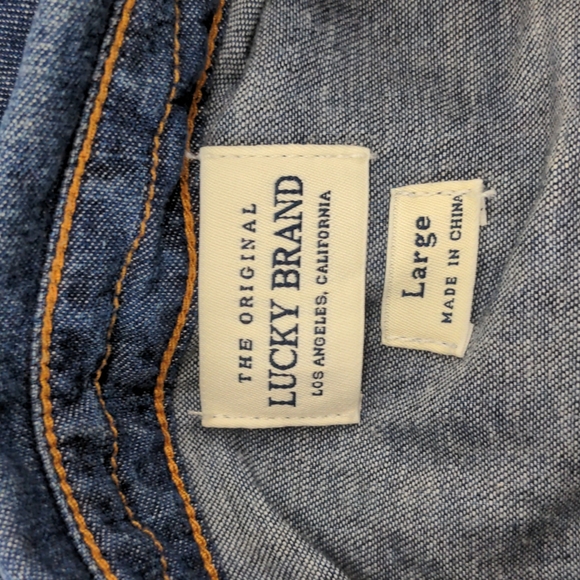 THE ORIGINAL
LUCKY BRAND
LOS ANGELES, CALIFORNIA
Large
MADE IN CHINA